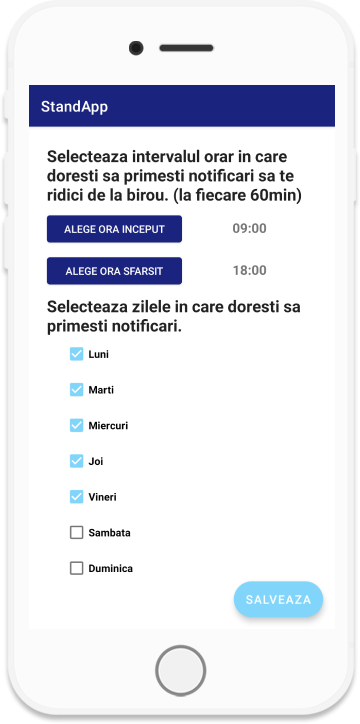 StandApp
Selecteaza intervalul orar in care
doresti sa primesti notificari sa te
ridici de la birou. (la fiecare 60min)
ALEGE ORA INCEPUT 09:00
ALEGE ORA SFARSIT 18:00
Selecteaza zilele in care doresti sa
primesti notificari.
Luni
Marti
Miercuri
Joi
Vineri
Sambata
Duminica
SALVEAZA